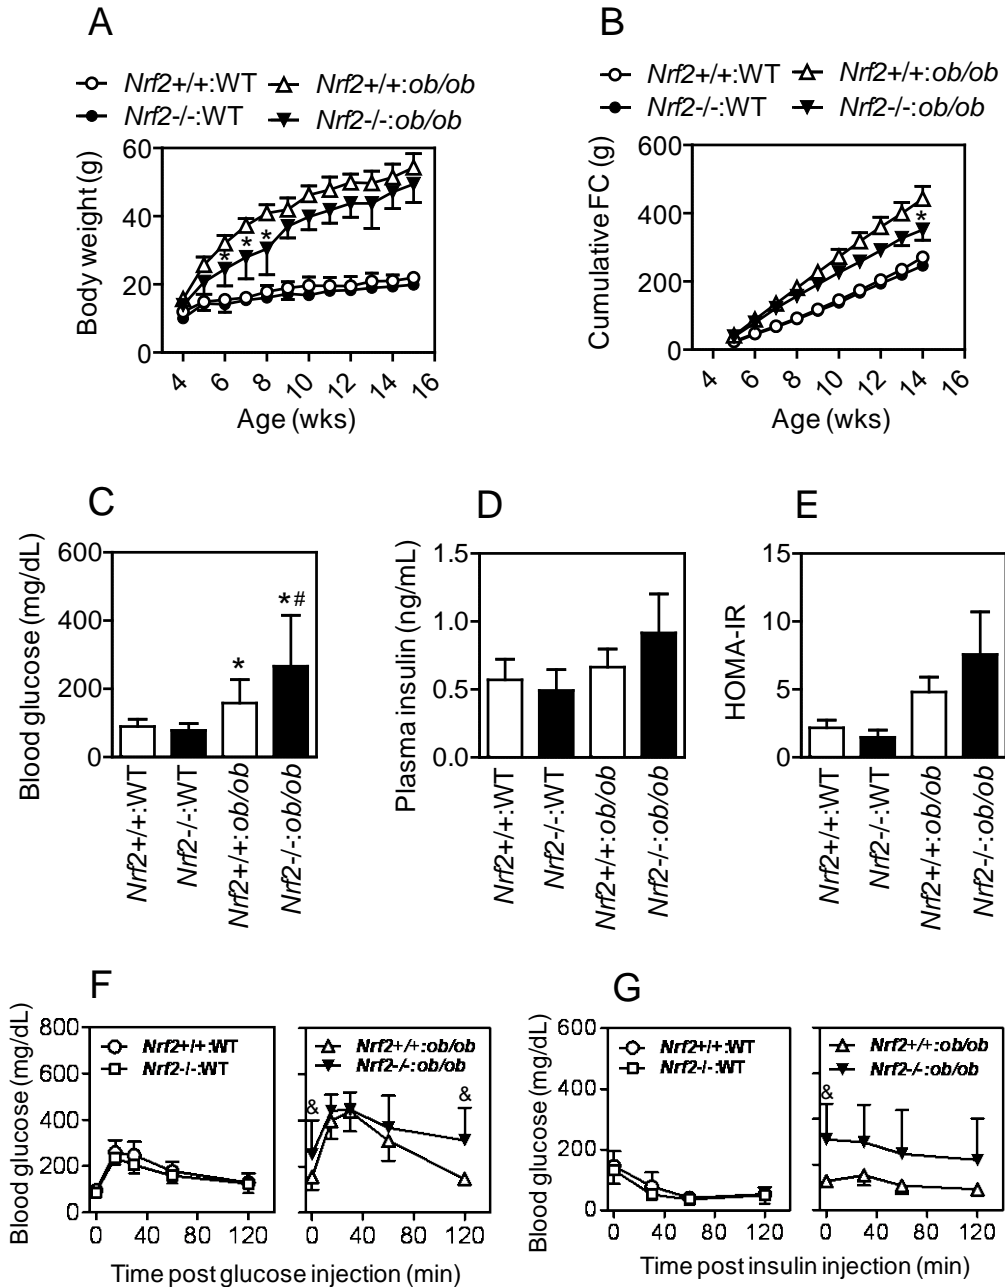 A
Nrf2+/+:WT Nrf2+/+:ob/ob
Nrf2-/-:WT Nrf2-/-:ob/ob
Body weight (g)
60
40
20
0
* * *
4 6 8 10 12 14 16
Age (wks)
B
Nrf2+/+:WT Nrf2+/+:ob/ob
Nrf2-/-:WT Nrf2-/-:ob/ob
Cumulative FC (g)
600
400
200
0
*
4 6 8 10 12 14 16
Age (wks)
C
Blood glucose (mg/dL)
600
400
200
0
*
*#
Nrf2+/+:WT
Nrf2-/-:WT
Nrf2+/+:ob/ob
Nrf2-/-:ob/ob
D
Plasma insulin (ng/mL)
1.5
1.0
0.5
0.0
Nrf2+/+:WT
Nrf2-/-:WT
Nrf2+/+:ob/ob
Nrf2-/-:ob/ob
E
HOMA-IR
15
10
5
0
Nrf2+/+:WT
Nrf2-/-:WT
Nrf2+/+:ob/ob
Nrf2-/-:ob/ob
F
Blood glucose (mg/dL)
800
600
400
200
0
Nrf2+/+:WT
Nrf2-/-:WT
0 40 80 120
Nrf2+/+:ob/ob
Nrf2-/-:ob/ob
& &
0 40 80 120
Time post glucose injection (min)
G
Blood glucose (mg/dL)
600
400
200
0
Nrf2+/+:WT
Nrf2-/-:WT
0 40 80 120
Nrf2+/+:ob/ob
Nrf2-/-:ob/ob
&
0 40 80 120
Time post insulin injection (min)